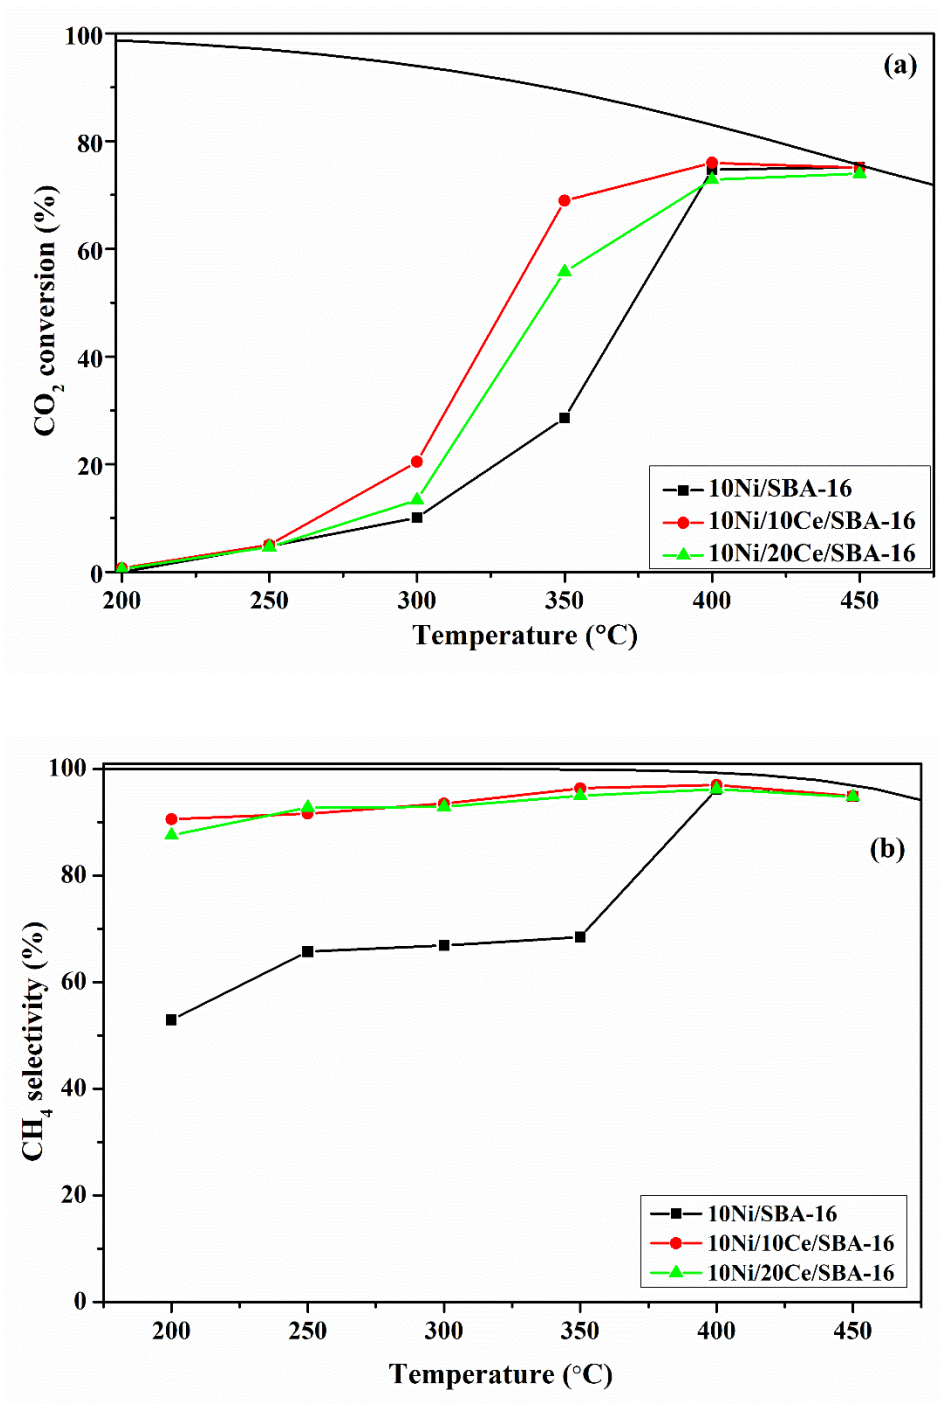 (a)
100
80
60
40
20
0
CO₂ conversion (%)
10Ni/SBA-16
10Ni/10Ce/SBA-16
10Ni/20Ce/SBA-16
200 250 300 350 400 450
Temperature (°C)
(b)
100
80
60
40
20
0
CH₄ selectivity (%)
10Ni/SBA-16
10Ni/10Ce/SBA-16
10Ni/20Ce/SBA-16
200 250 300 350 400 450
Temperature (°C)